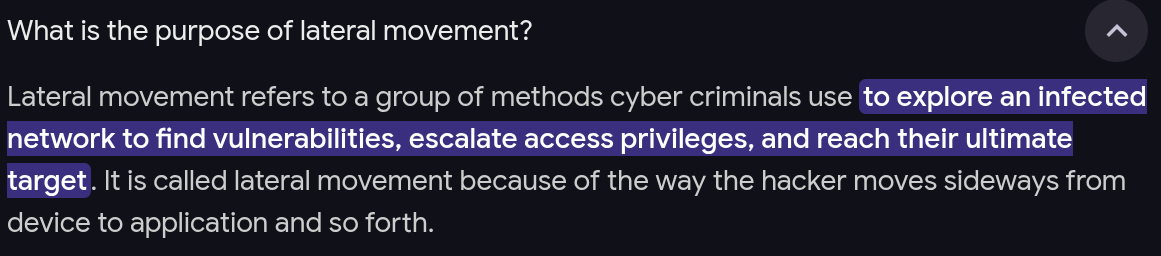 What is the purpose of lateral movement?
Lateral movement refers to a group of methods cyber criminals use to explore an infected
network to find vulnerabilities, escalate access privileges, and reach their ultimate
target. It is called lateral movement because of the way the hacker moves sideways from
device to application and so forth.